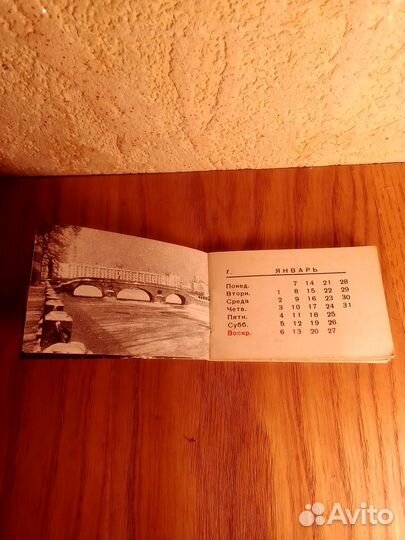 1. ЯНВАРЬ
Понед. 7 14 21 28
Вторн. 1 8 15 22 29
Среда 2 9 16 23 30
Четв. 3 10 17 24 31
Пятн. 4 11 18 25
Субб. 5 12 19 26
Воскр. 6 13 20 27
Avito